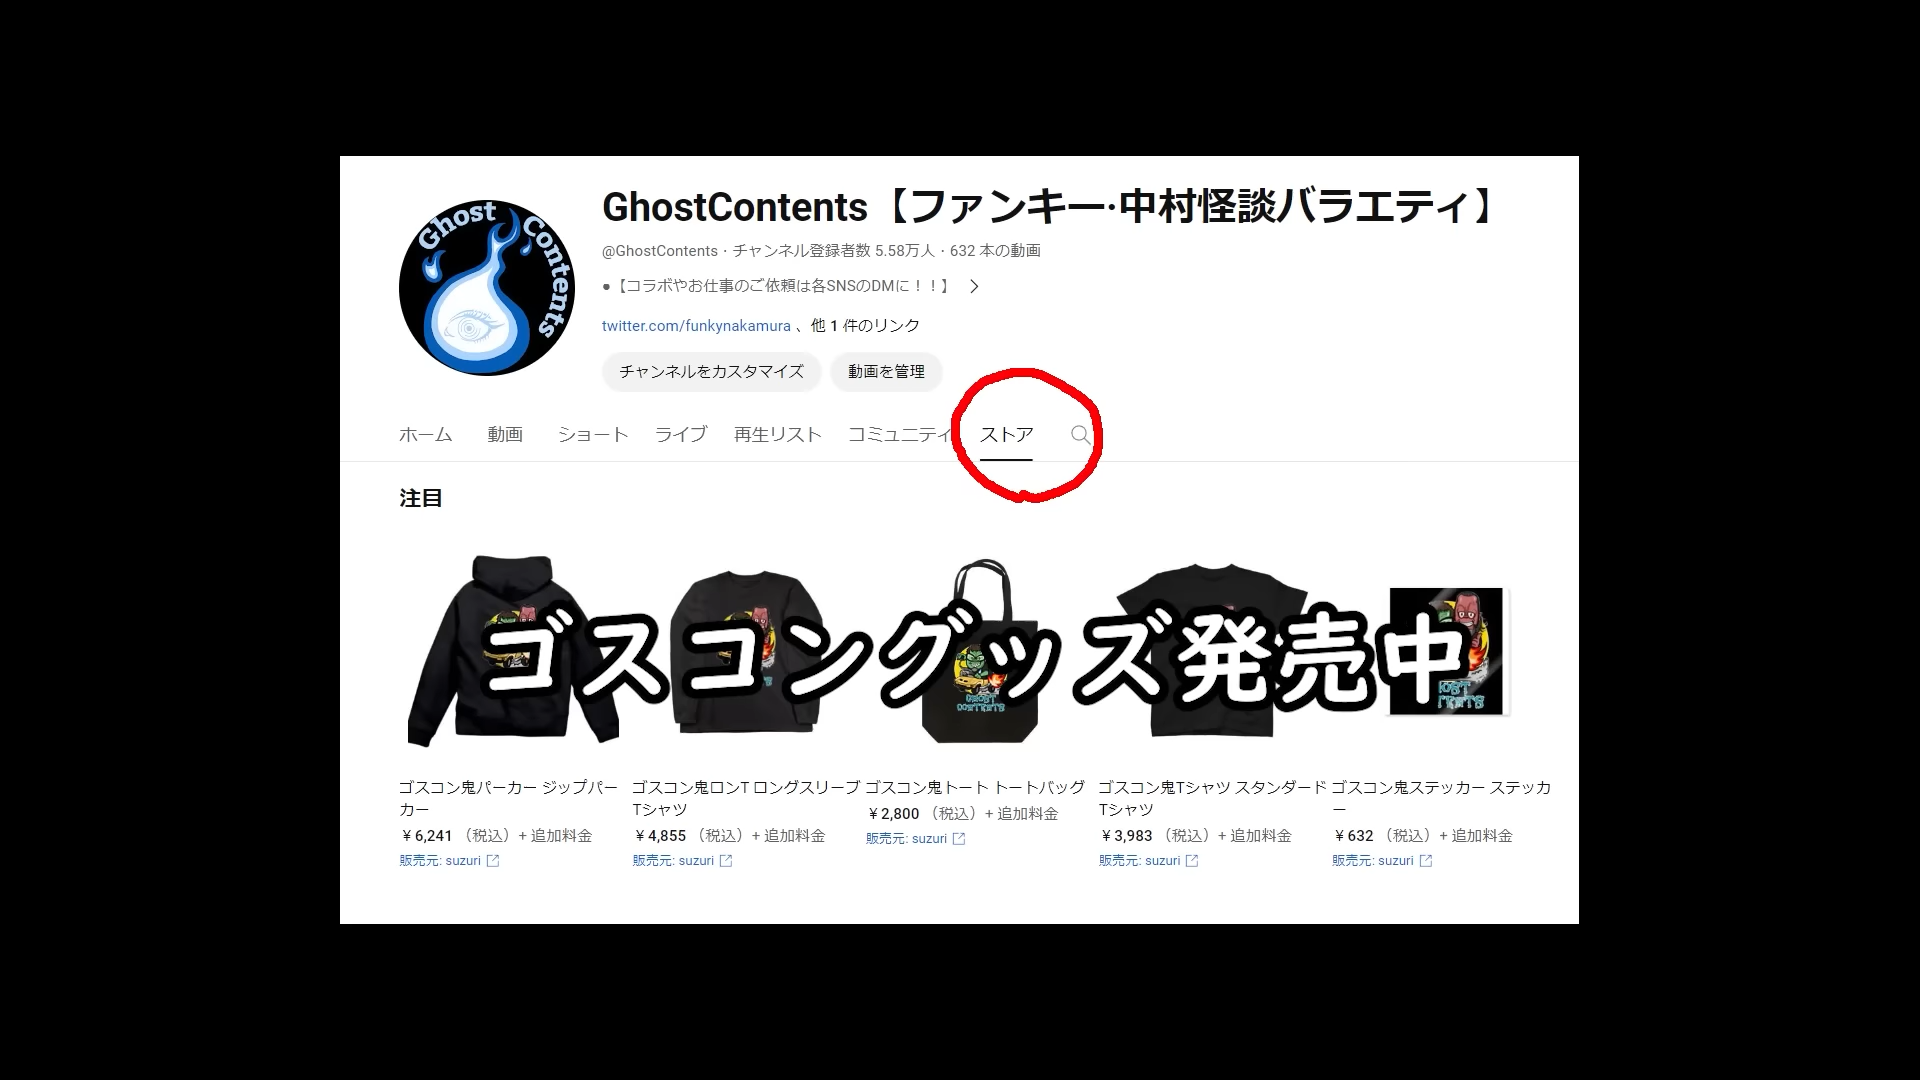 Ghost Contents
GhostContents【ファンキー・中村怪談バラエティ】
@GhostContents・チャンネル登録者数 5.58万人・632 本の動画
●【コラボやお仕事のご依頼は各SNSのDMに！！】
twitter.com/funkynakamura 、他 1 件のリンク
チャンネルをカスタマイズ 動画を管理
ホーム 動画 ショート ライブ 再生リスト コミュニティ ストア
注目
ゴスコングッズ発売中
GHOST CONTENTS
ゴスコン鬼パーカー ジップパー
カー
￥6,241 （税込）+ 追加料金
販売元: suzuri
ゴスコン鬼ロンT ロングスリーブ
Tシャツ
￥4,855 （税込）+ 追加料金
販売元: suzuri
ゴスコン鬼トート トートバッグ
￥2,800 （税込）+ 追加料金
販売元: suzuri
ゴスコン鬼Tシャツ スタンダード
Tシャツ
￥3,983 （税込）+ 追加料金
販売元: suzuri
ゴスコン鬼ステッカー ステッカ
ー
￥632 （税込）+ 追加料金
販売元: suzuri